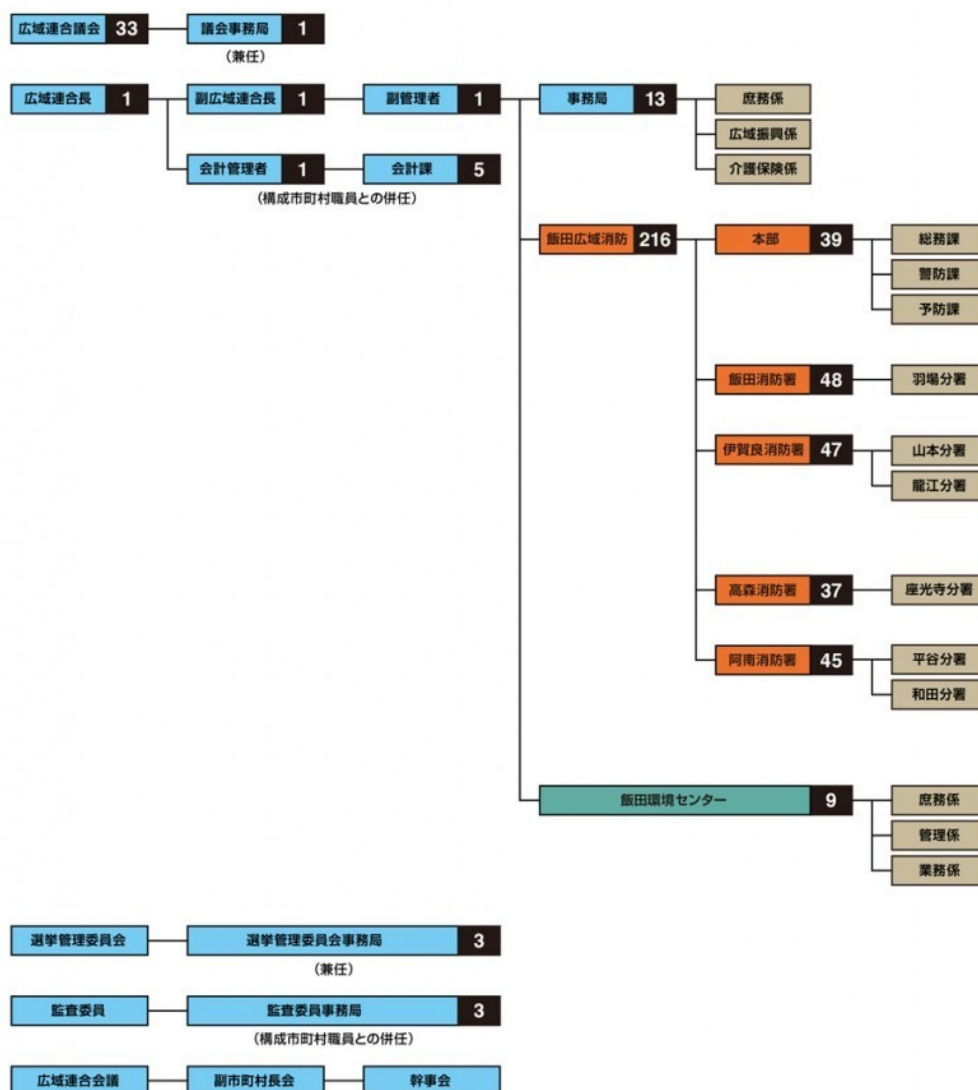 広域連合議会 33 議会事務局 1
(兼任)
広域連合長 1 副広域連合長 1 副管理者 1 事務局 13 庶務係
広域振興係
会計管理者 1 会計課 5 介護保険係
(構成市町村職員との併任)
飯田広域消防 216 本部 39 総務課
警防課
予防課
飯田消防署 48 羽場分署
伊賀良消防署 47 山本分署
龍江分署
高森消防署 37 座光寺分署
阿南消防署 45 平谷分署
和田分署
飯田環境センター 9 庶務係
管理係
業務係
選挙管理委員会 選挙管理委員会事務局 3
(兼任)
監査委員 監査委員事務局 3
(構成市町村職員との併任)
広域連合会議 副市町村長会 幹事会